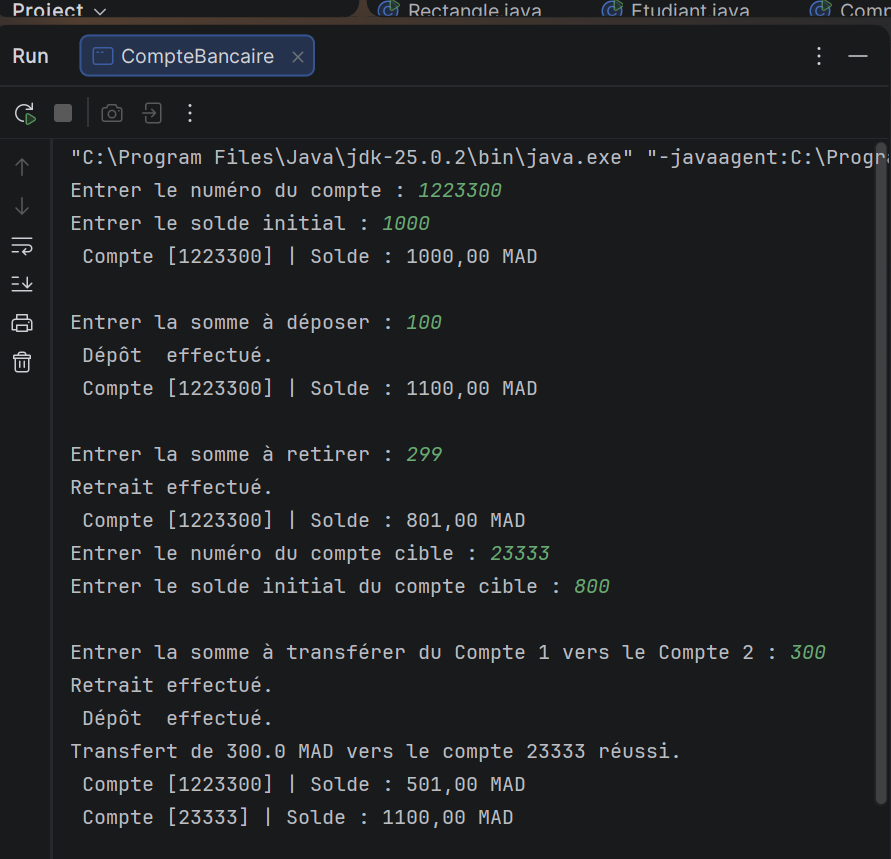 Project
Rectangle.java
Etudiant.java
Run
CompteBancaire
"C:\Program Files\Java\jdk-25.0.2\bin\java.exe" "-javaagent:C:\Progr
Entrer le numéro du compte : 1223300
Entrer le solde initial : 1000
Compte [1223300] | Solde : 1000,00 MAD
Entrer la somme à déposer : 100
Dépôt  effectué.
Compte [1223300] | Solde : 1100,00 MAD
Entrer la somme à retirer : 299
Retrait effectué.
Compte [1223300] | Solde : 801,00 MAD
Entrer le numéro du compte cible : 23333
Entrer le solde initial du compte cible : 800
Entrer la somme à transférer du Compte 1 vers le Compte 2 : 300
Retrait effectué.
Dépôt  effectué.
Transfert de 300.0 MAD vers le compte 23333 réussi.
Compte [1223300] | Solde : 501,00 MAD
Compte [23333] | Solde : 1100,00 MAD